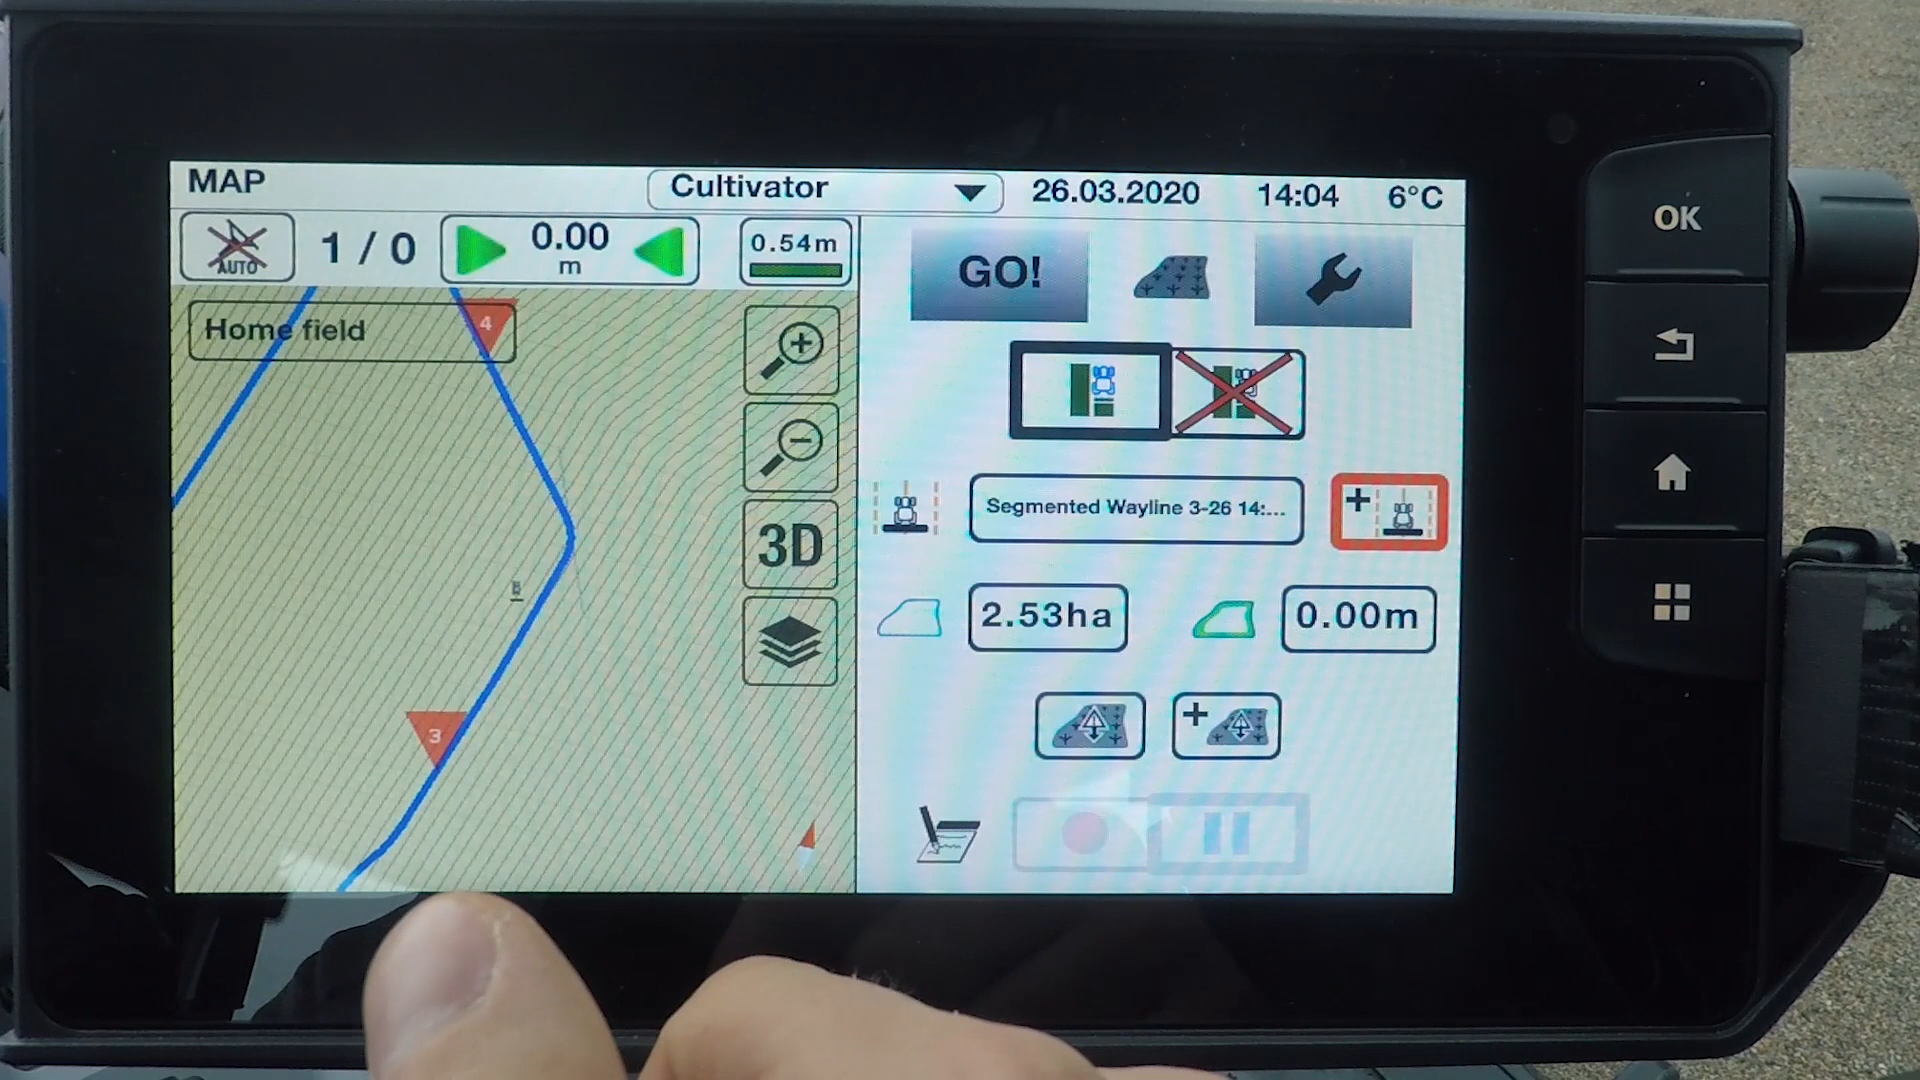 MAP
Cultivator
26.03.2020
14:04
6°C
AUTO
1 / 0
0.00
m
0.54m
GO!
Home field
4
Segmented Wayline 3-26 14:...
3D
2.53ha
0.00m
3
OK